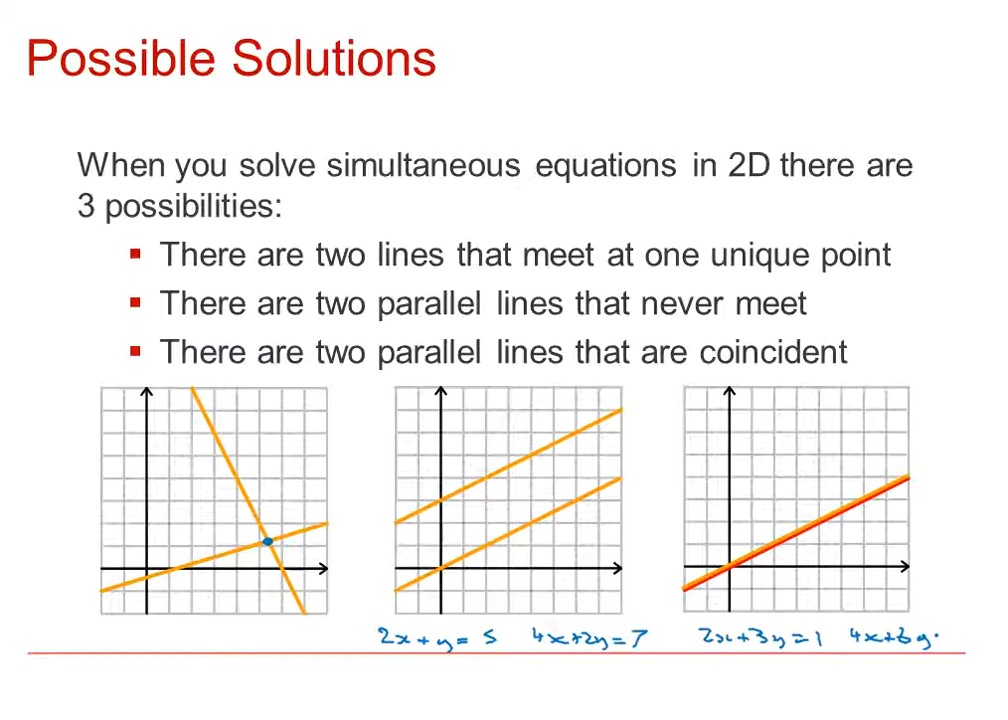 Possible Solutions
When you solve simultaneous equations in 2D there are
3 possibilities:
▪ There are two lines that meet at one unique point
▪ There are two parallel lines that never meet
▪ There are two parallel lines that are coincident
2x+y=5 4x+2y=7 2x+3y=1 4x+6y